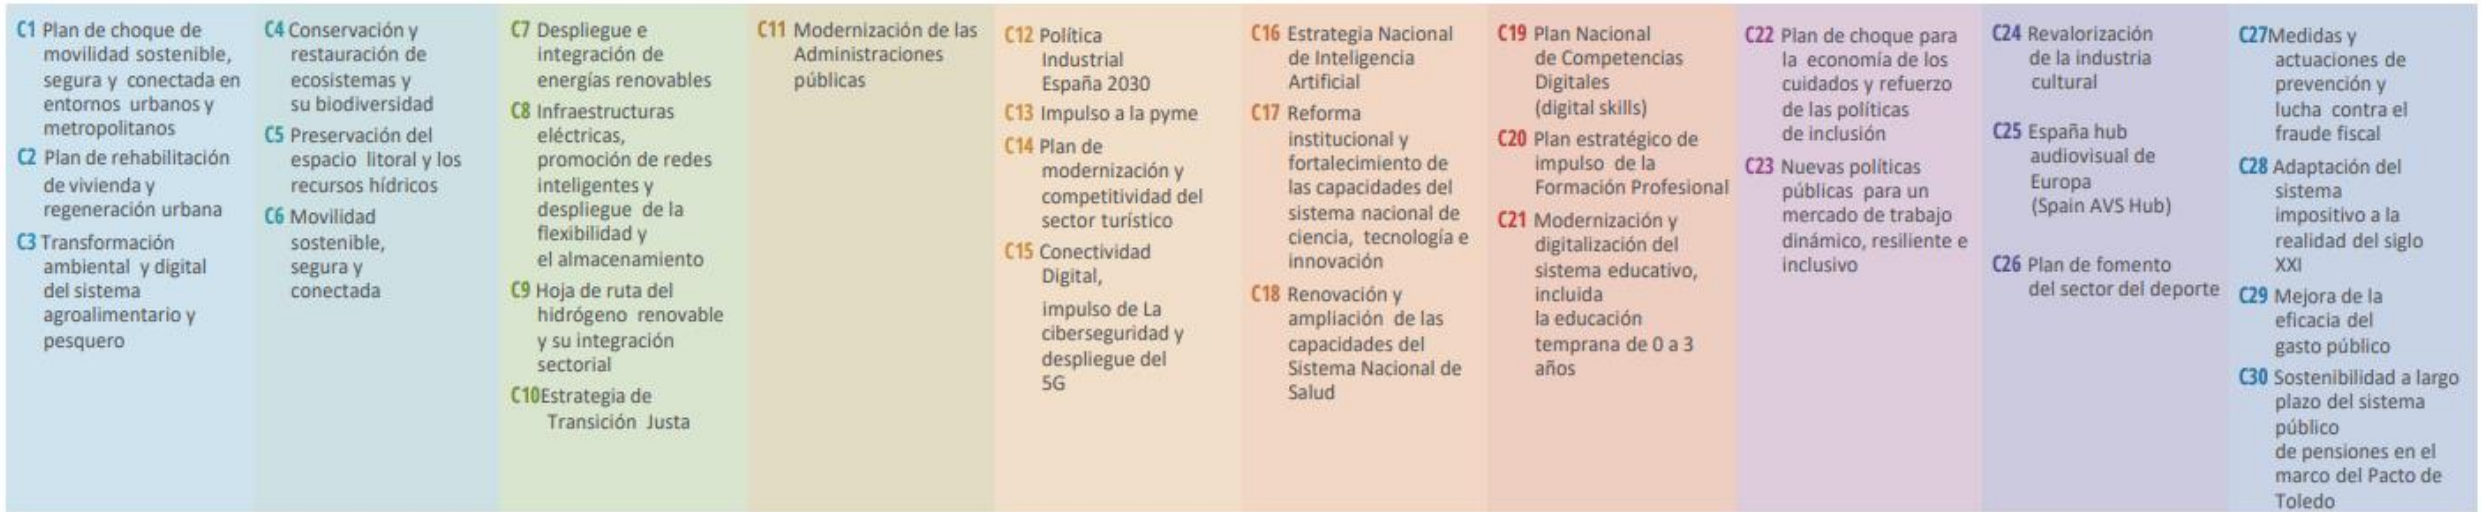 C1 Plan de choque de
movilidad sostenible,
segura y conectada en
entornos urbanos y
metropolitanos
C2 Plan de rehabilitación
de vivienda y
regeneración urbana
C3 Transformación
ambiental y digital
del sistema
agroalimentario y
pesquero
C4 Conservación y
restauración de
ecosistemas y
su biodiversidad
C5 Preservación del
espacio litoral y los
recursos hídricos
C6 Movilidad
sostenible,
segura y
conectada
C7 Despliegue e
integración de
energías renovables
C8 Infraestructuras
eléctricas,
promoción de redes
inteligentes y
despliegue de la
flexibilidad y
el almacenamiento
C9 Hoja de ruta del
hidrógeno renovable
y su integración
sectorial
C10Estrategia de
Transición Justa
C11 Modernización de las
Administraciones
públicas
C12 Política
Industrial
España 2030
C13 Impulso a la pyme
C14 Plan de
modernización y
competitividad del
sector turístico
C15 Conectividad
Digital,
impulso de La
ciberseguridad y
despliegue del
5G
C16 Estrategia Nacional
de Inteligencia
Artificial
C17 Reforma
institucional y
fortalecimiento de
las capacidades del
sistema nacional de
ciencia, tecnología e
innovación
C18 Renovación y
ampliación de las
capacidades del
Sistema Nacional de
Salud
C19 Plan Nacional
de Competencias
Digitales
(digital skills)
C20 Plan estratégico de
impulso de la
Formación Profesional
C21 Modernización y
digitalización del
sistema educativo,
incluida
la educación
temprana de 0 a 3
años
C22 Plan de choque para
la economía de los
cuidados y refuerzo
de las políticas
de inclusión
C23 Nuevas políticas
públicas para un
mercado de trabajo
dinámico, resiliente e
inclusivo
C24 Revalorización
de la industria
cultural
C25 España hub
audiovisual de
Europa
(Spain AVS Hub)
C26 Plan de fomento
del sector del deporte
C27Medidas y
actuaciones de
prevención y
lucha contra el
fraude fiscal
C28 Adaptación del
sistema
impositivo a la
realidad del siglo
XXI
C29 Mejora de la
eficacia del
gasto público
C30 Sostenibilidad a largo
plazo del sistema
público
de pensiones en el
marco del Pacto de
Toledo